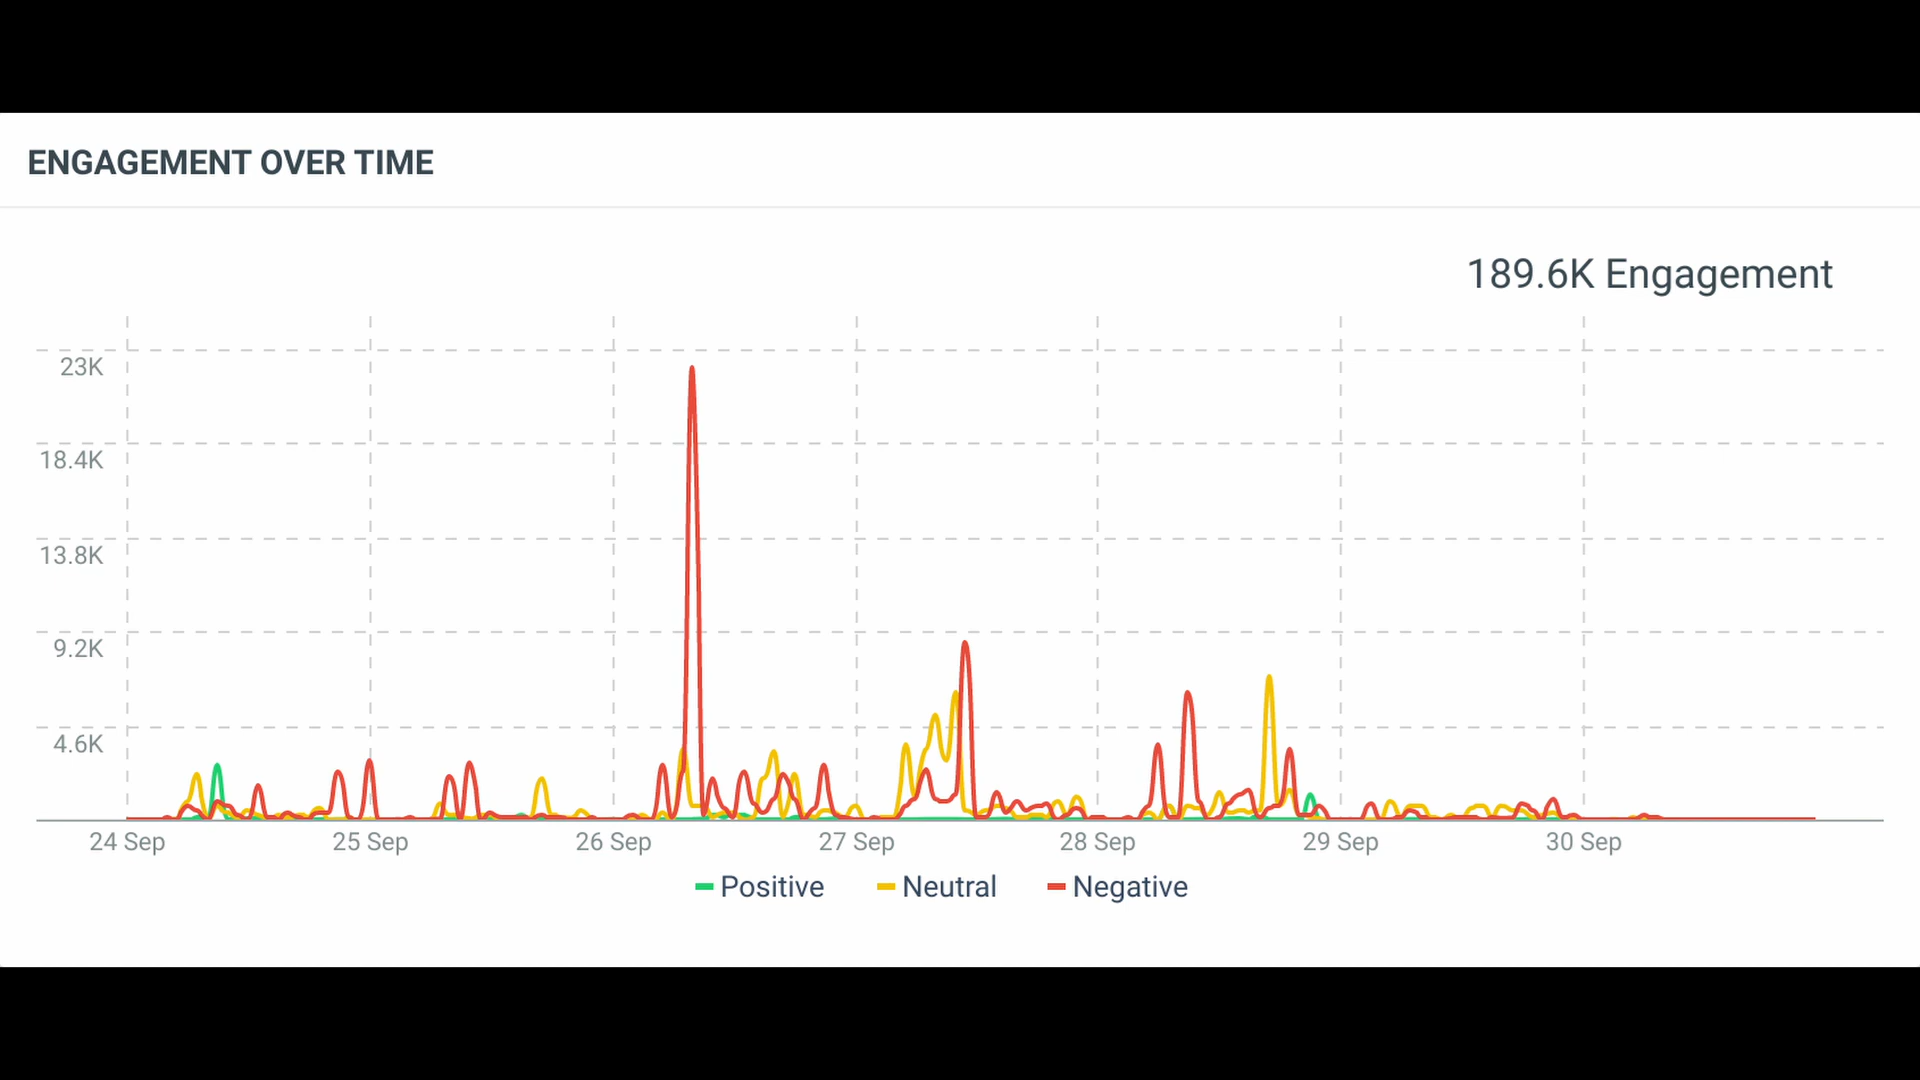 ENGAGEMENT OVER TIME
189.6K Engagement
23K
18.4K
13.8K
9.2K
4.6K
24 Sep 25 Sep 26 Sep 27 Sep 28 Sep 29 Sep 30 Sep
Positive Neutral Negative